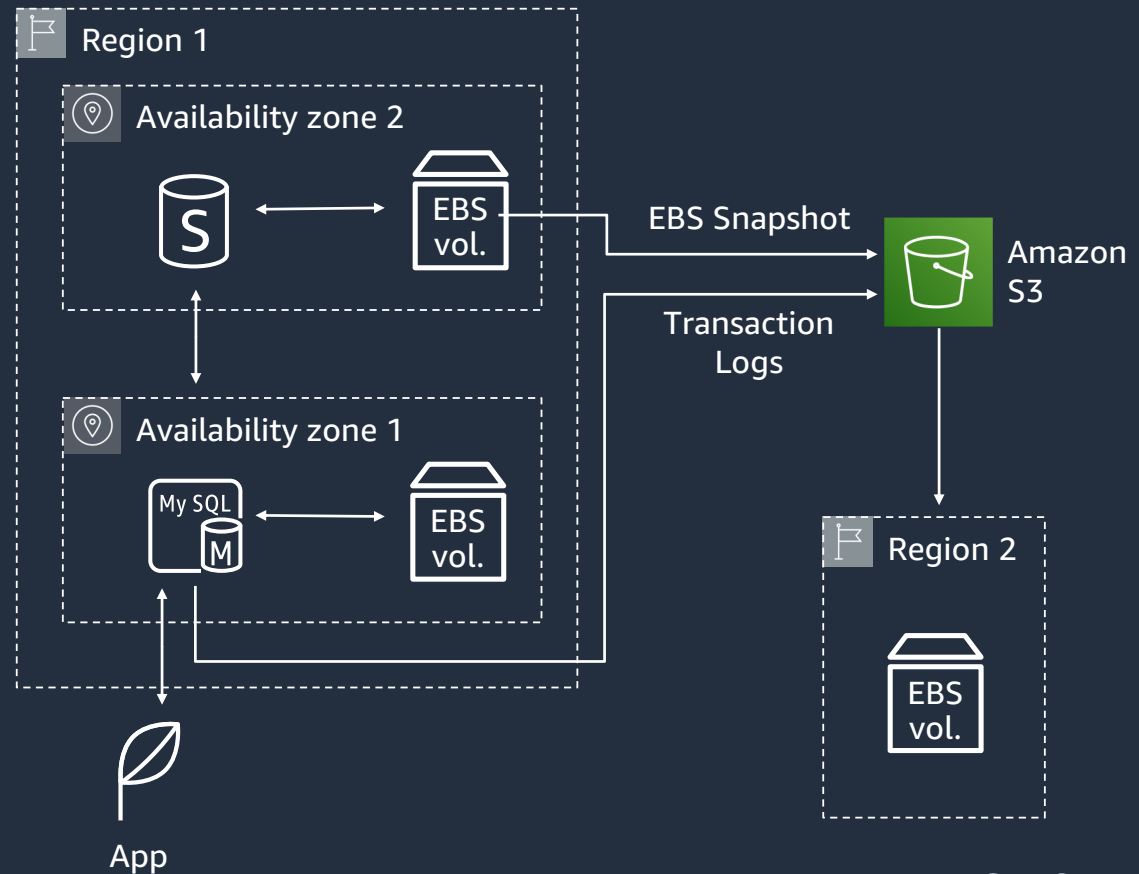 Region 1
Availability zone 2
S
EBS
vol.
EBS Snapshot
Amazon
S3
Transaction
Logs
Availability zone 1
My SQL
M
EBS
vol.
Region 2
EBS
vol.
App